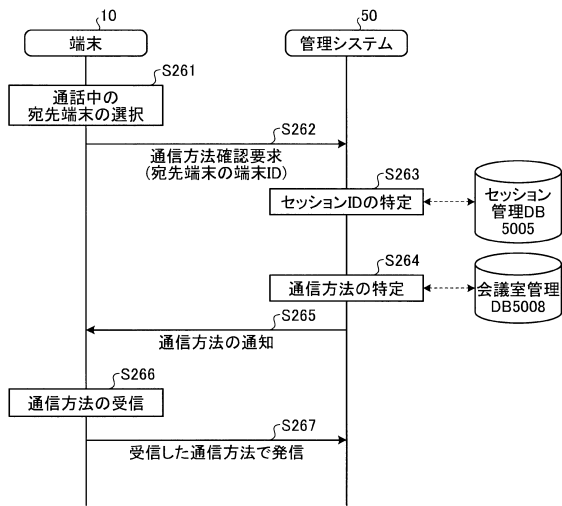 10
50
端末
管理システム
S261
通話中の
宛先端末の選択
S262
通信方法確認要求
(宛先端末の端末ID)
S263
セッションIDの特定
セッション
管理DB
5005
S264
通信方法の特定
会議室管理
DB5008
S265
通信方法の通知
S266
通信方法の受信
S267
受信した通信方法で発信